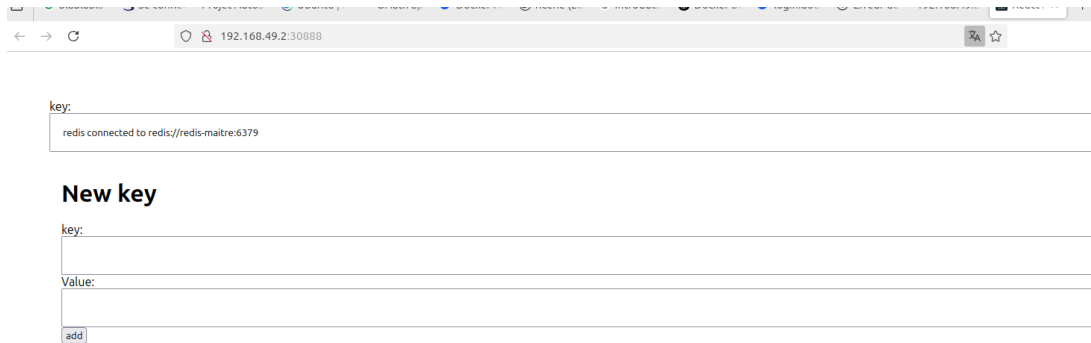 192.168.49.2:30888
key:
redis connected to redis://redis-maitre:6379
New key
key:
Value:
add